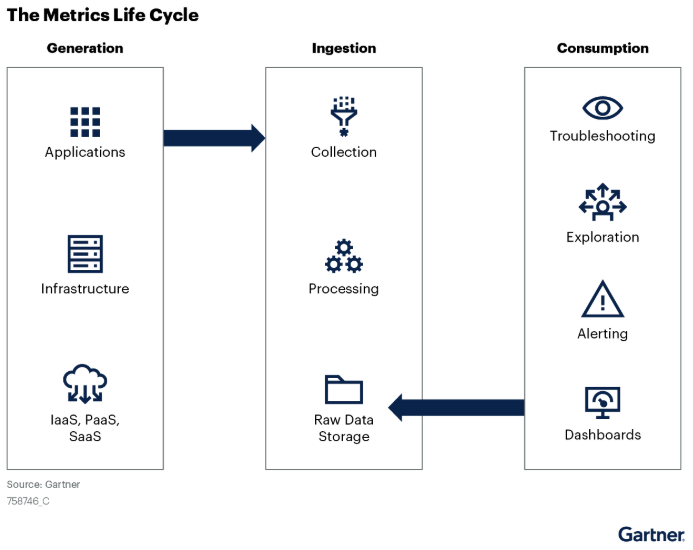 The Metrics Life Cycle
Generation
Applications
Infrastructure
IaaS, PaaS,
SaaS
Ingestion
Collection
Processing
Raw Data
Storage
Consumption
Troubleshooting
Exploration
Alerting
Dashboards
Source: Gartner
758746_C
Gartner